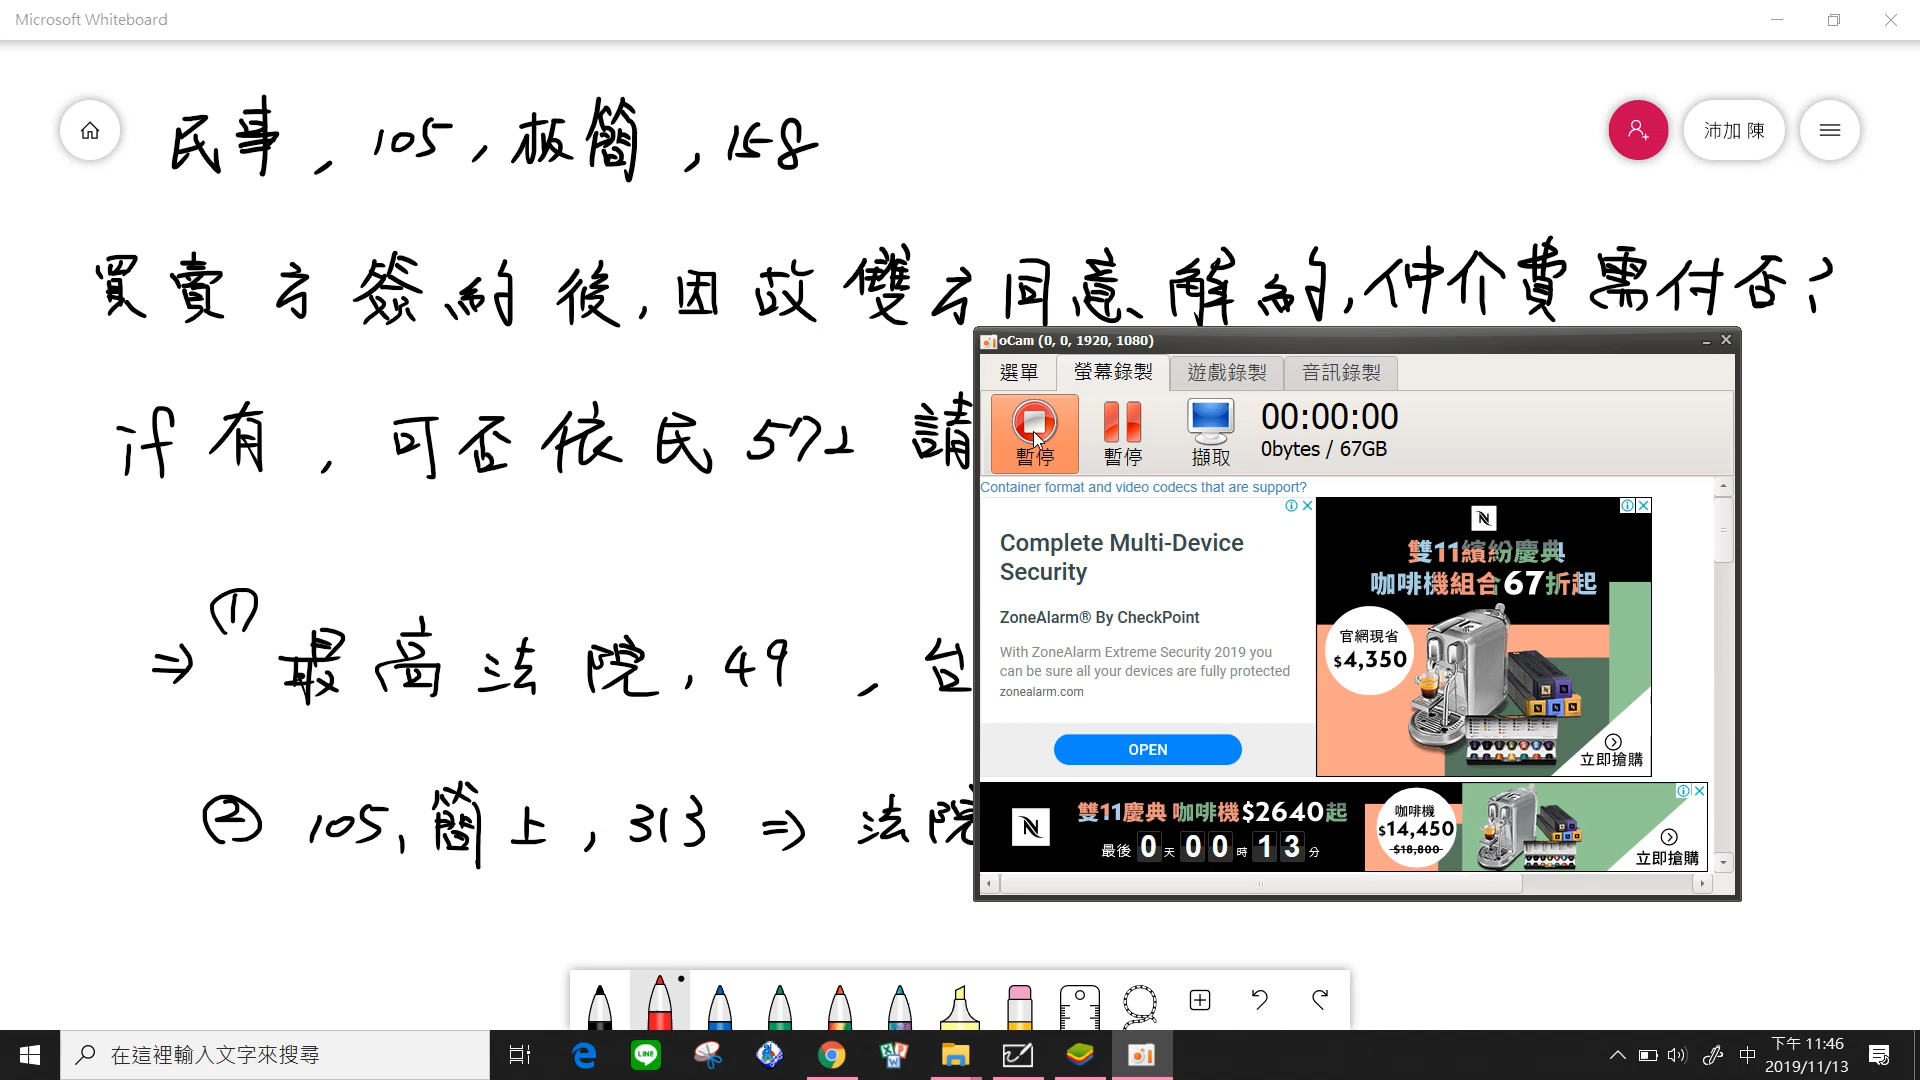 Microsoft Whiteboard
民事，105，板簡，158
沛加 陳
買賣方簽約後，因故雙方同意解約，仲介費需付否？
if 有，可否依民572 請
⇒ ① 最高法院，49，台
② 105，簡上，313 ⇒ 法院
oCam (0, 0, 1920, 1080)
選單 螢幕錄製 遊戲錄製 音訊錄製
暫停 暫停 擷取
00:00:00
0bytes / 67GB
Container format and video codecs that are support?
Complete Multi-Device
Security
ZoneAlarm® By CheckPoint
With ZoneAlarm Extreme Security 2019 you
can be sure all your devices are fully protected
zonealarm.com
OPEN
雙11繽紛慶典
咖啡機組合67折起
官網現省
$4,350
立即搶購
雙11慶典 咖啡機$2640起
最後 0 天 0 0 時 1 3 分
咖啡機
$14,450
$18,800
立即搶購
在這裡輸入文字來搜尋
LINE
中
下午 11:46
2019/11/13